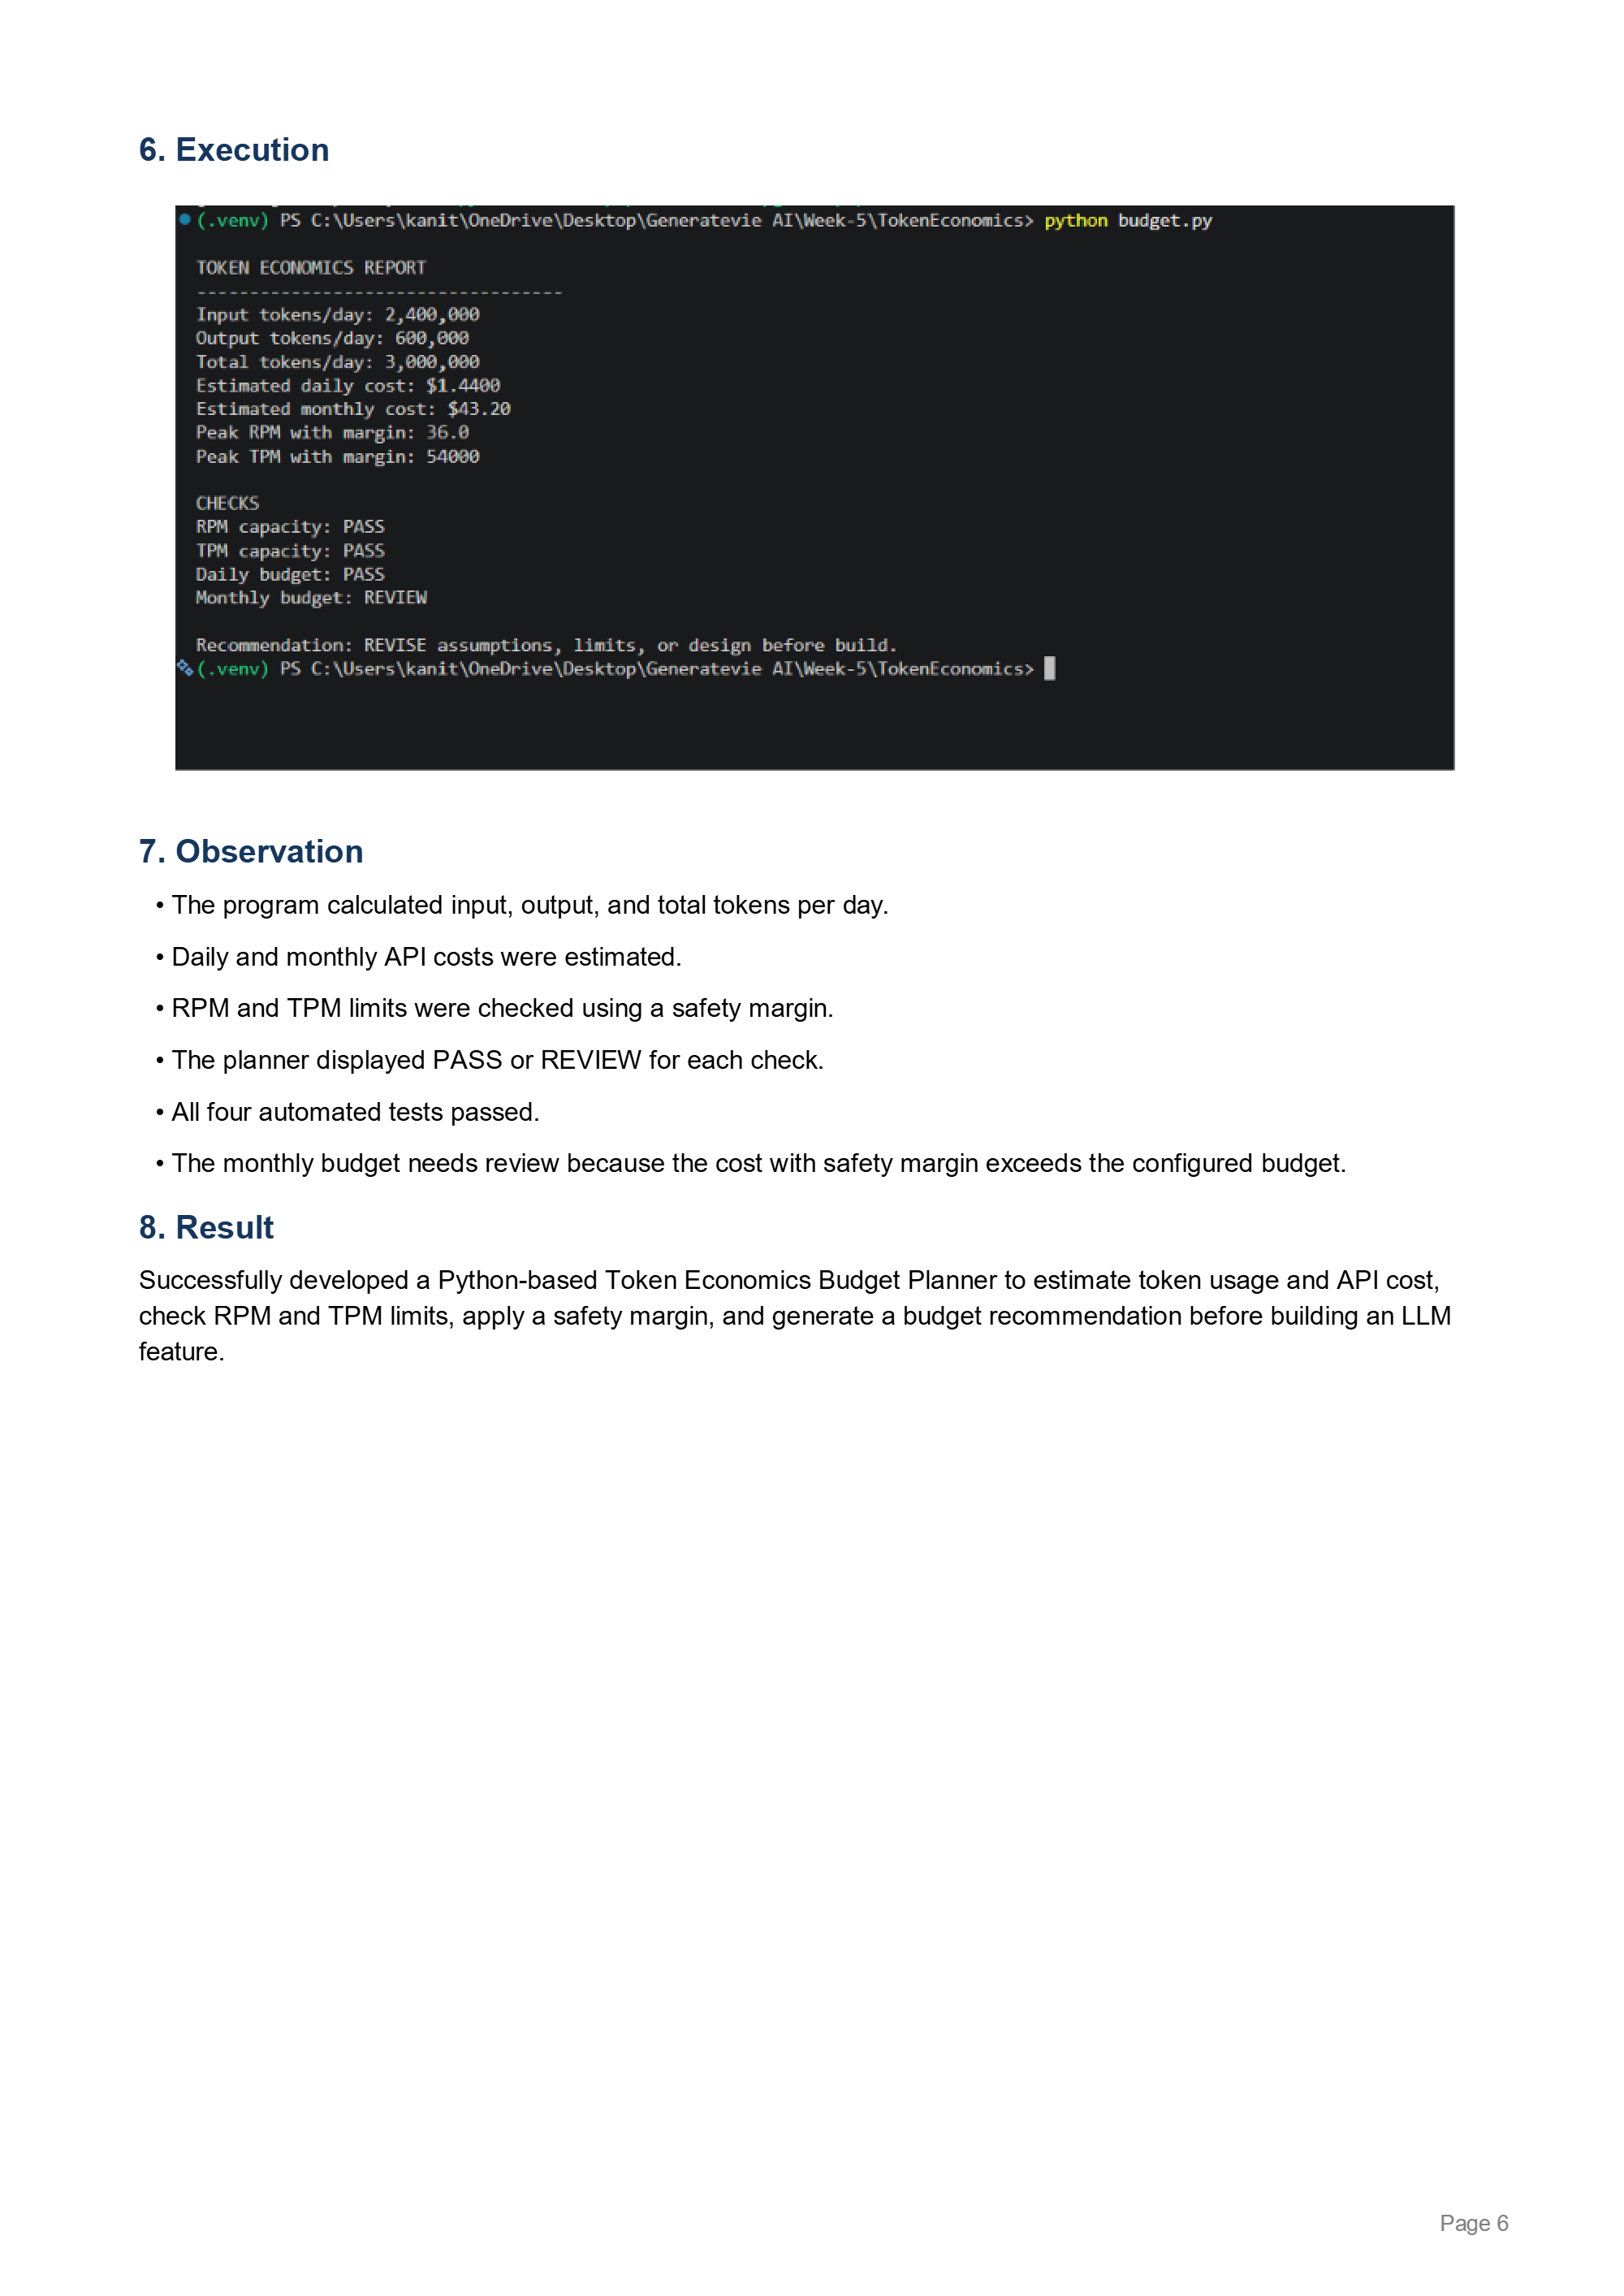 6. Execution
(.venv) PS C:\Users\kanit\OneDrive\Desktop\Generatevie AI\Week-5\TokenEconomics> python budget.py
TOKEN ECONOMICS REPORT
-----------------------------------
Input tokens/day: 2,400,000
Output tokens/day: 600,000
Total tokens/day: 3,000,000
Estimated daily cost: $1.4400
Estimated monthly cost: $43.20
Peak RPM with margin: 36.0
Peak TPM with margin: 54000
CHECKS
RPM capacity: PASS
TPM capacity: PASS
Daily budget: PASS
Monthly budget: REVIEW
Recommendation: REVISE assumptions, limits, or design before build.
(.venv) PS C:\Users\kanit\OneDrive\Desktop\Generatevie AI\Week-5\TokenEconomics>
7. Observation
• The program calculated input, output, and total tokens per day.
• Daily and monthly API costs were estimated.
• RPM and TPM limits were checked using a safety margin.
• The planner displayed PASS or REVIEW for each check.
• All four automated tests passed.
• The monthly budget needs review because the cost with safety margin exceeds the configured budget.
8. Result
Successfully developed a Python-based Token Economics Budget Planner to estimate token usage and API cost,
check RPM and TPM limits, apply a safety margin, and generate a budget recommendation before building an LLM
feature.
Page 6